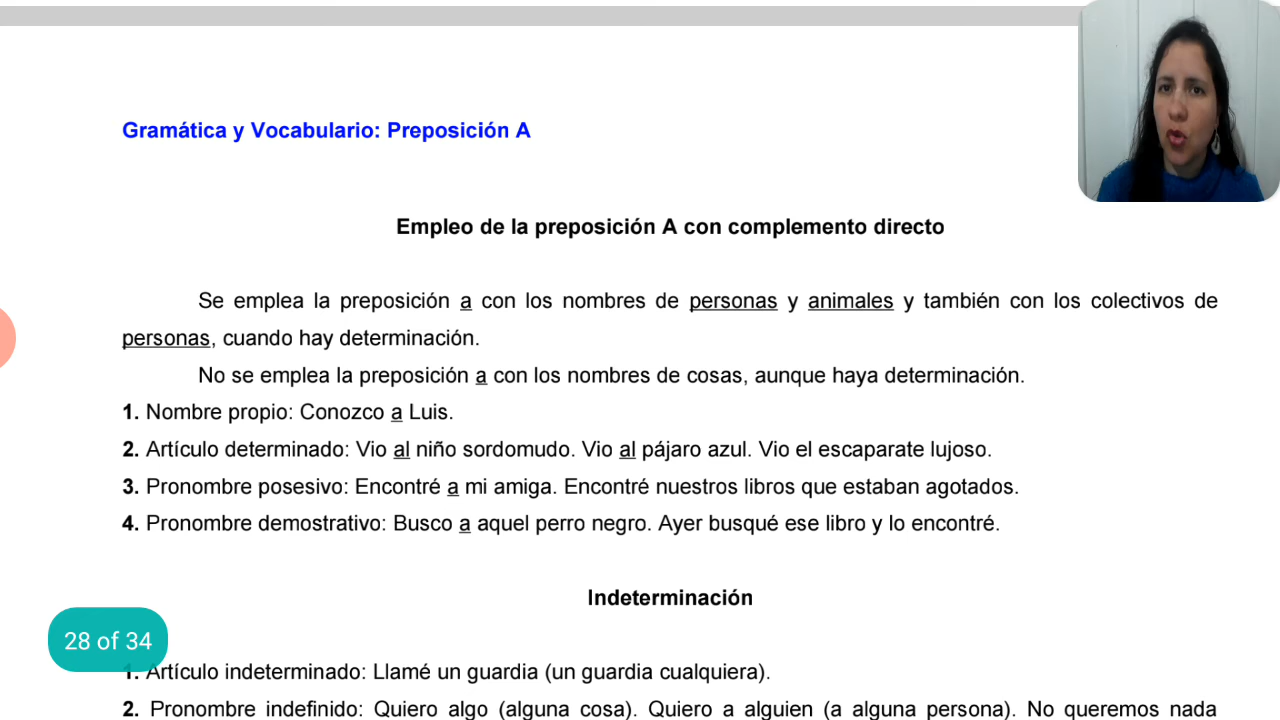 Gramática y Vocabulario: Preposición A
Empleo de la preposición A con complemento directo
Se emplea la preposición a con los nombres de personas y animales y también con los colectivos de
personas, cuando hay determinación.
No se emplea la preposición a con los nombres de cosas, aunque haya determinación.
1. Nombre propio: Conozco a Luis.
2. Artículo determinado: Vio al niño sordomudo. Vio al pájaro azul. Vio el escaparate lujoso.
3. Pronombre posesivo: Encontré a mi amiga. Encontré nuestros libros que estaban agotados.
4. Pronombre demostrativo: Busco a aquel perro negro. Ayer busqué ese libro y lo encontré.
Indeterminación
28 of 34
1. Artículo indeterminado: Llamé un guardia (un guardia cualquiera).
2. Pronombre indefinido: Quiero algo (alguna cosa). Quiero a alguien (a alguna persona). No queremos nada